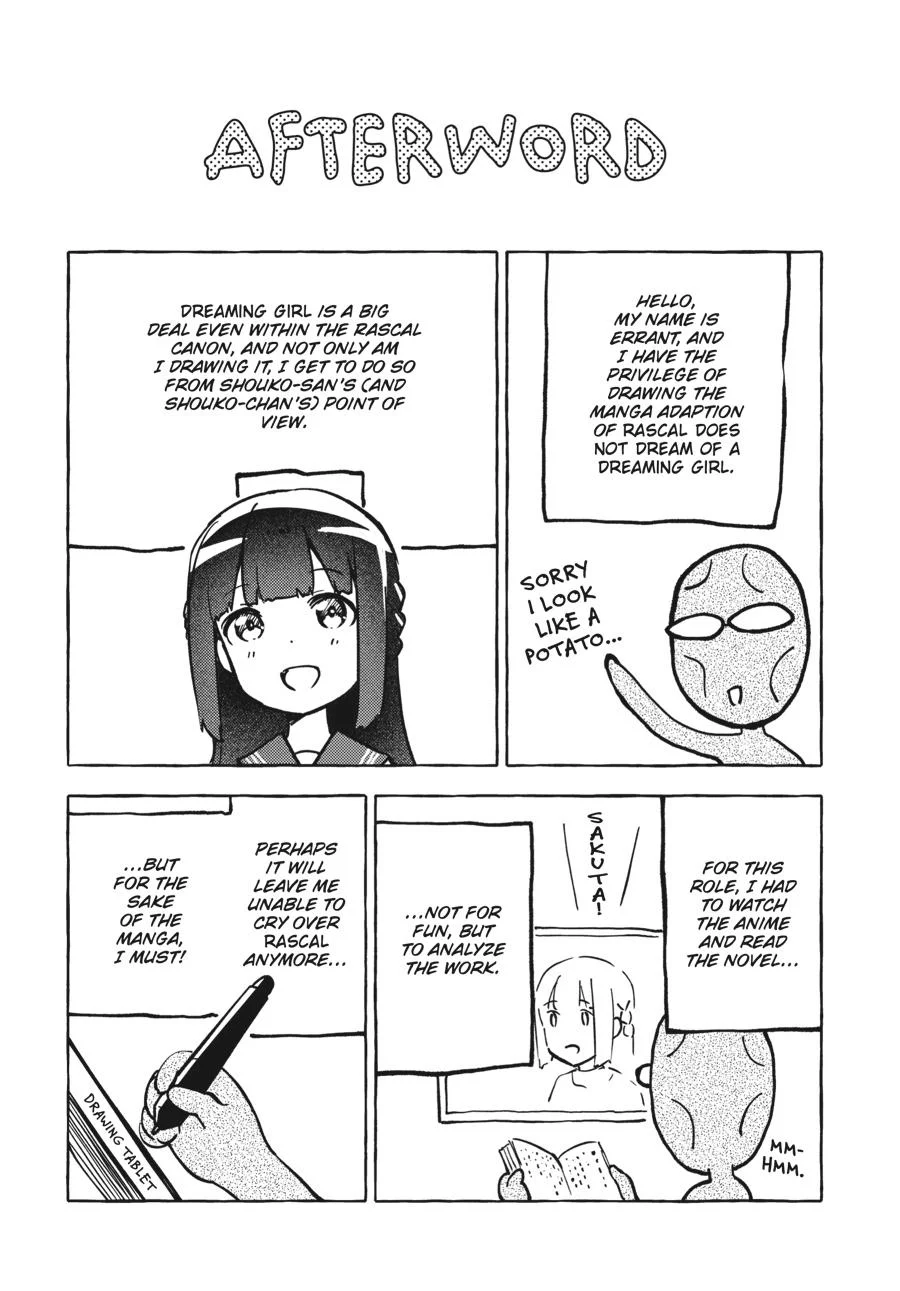 AFTERWORD
HELLO,
MY NAME IS
ERRANT, AND
I HAVE THE
PRIVILEGE OF
DRAWING THE
MANGA ADAPTION
OF RASCAL DOES
NOT DREAM OF A
DREAMING GIRL.
SORRY
I LOOK
LIKE A
POTATO...
DREAMING GIRL IS A BIG
DEAL EVEN WITHIN THE RASCAL
CANON, AND NOT ONLY AM
I DRAWING IT, I GET TO DO SO
FROM SHOUKO-SAN'S (AND
SHOUKO-CHAN'S) POINT OF
VIEW.
FOR THIS
ROLE, I HAD
TO WATCH
THE ANIME
AND READ
THE NOVEL...
SAKUTA!
...NOT FOR
FUN, BUT
TO ANALYZE
THE WORK.
MM-
HMM.
PERHAPS
IT WILL
LEAVE ME
UNABLE TO
CRY OVER
RASCAL
ANYMORE...
...BUT
FOR THE
SAKE
OF THE
MANGA,
I MUST!
DRAWING TABLET